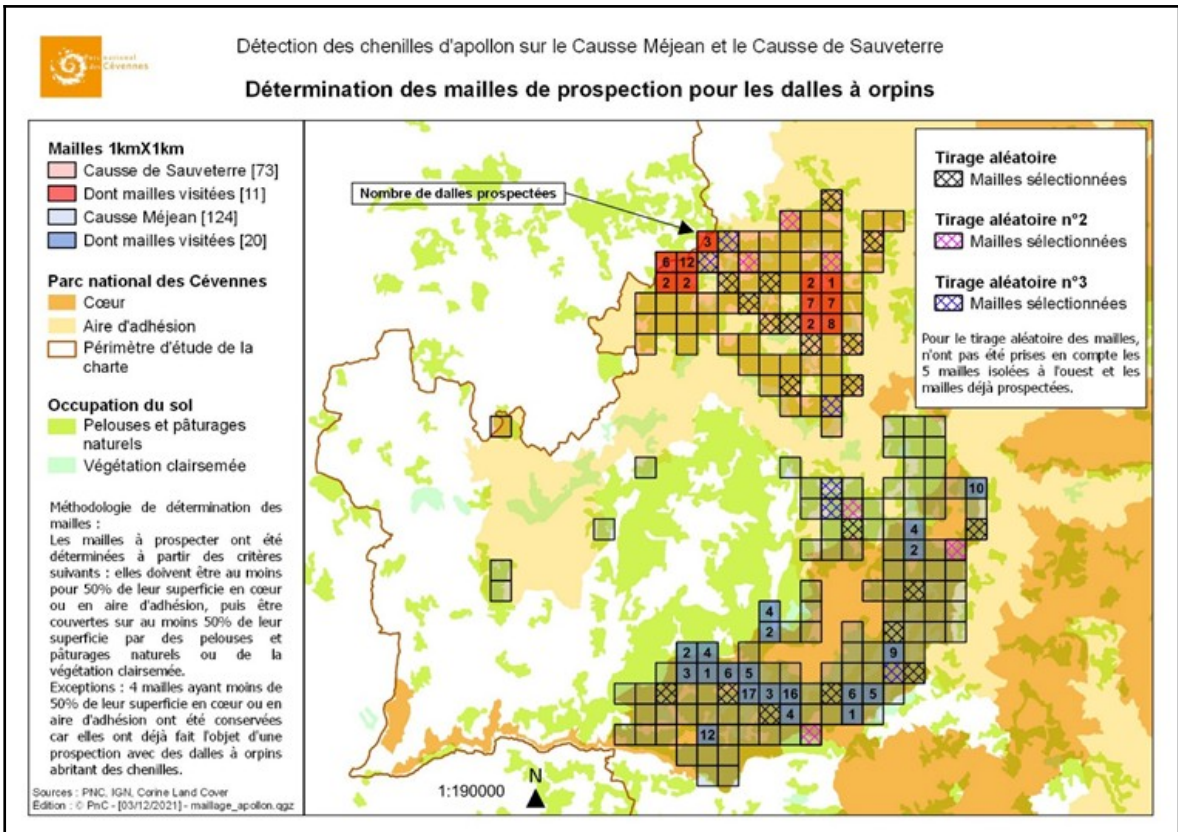 Parc national
des Cévennes
Détection des chenilles d'apollon sur le Causse Méjean et le Causse de Sauveterre
Détermination des mailles de prospection pour les dalles à orpins
Mailles 1kmX1km
Causse de Sauveterre [73]
Dont mailles visitées [11]
Causse Méjean [124]
Dont mailles visitées [20]
Parc national des Cévennes
Cœur
Aire d'adhésion
Périmètre d'étude de la
charte
Occupation du sol
Pelouses et pâturages
naturels
Végétation clairsemée
Méthodologie de détermination des
mailles :
Les mailles à prospecter ont été
déterminées à partir des critères
suivants : elles doivent être au moins
pour 50% de leur superficie en cœur
ou en aire d'adhésion, puis être
couvertes sur au moins 50% de leur
superficie par des pelouses et
pâturages naturels ou de la
végétation clairsemée.
Exceptions : 4 mailles ayant moins de
50% de leur superficie en cœur ou en
aire d'adhésion ont été conservées
car elles ont déjà fait l'objet d'une
prospection avec des dalles à orpins
abritant des chenilles.
Sources : PNC, IGN, Corine Land Cover
Édition : © PnC - [03/12/2021] - maillage_apollon.qgz
Nombre de dalles prospectées
3
6 12
2 2
2 1
7 7
2 8
10
4
2
4
2
2 4
9
3 1 6 5
17 3 16
6 5
4
1
12
1:190000
N
Tirage aléatoire
Mailles sélectionnées
Tirage aléatoire n°2
Mailles sélectionnées
Tirage aléatoire n°3
Mailles sélectionnées
Pour le tirage aléatoire des mailles,
n'ont pas été prises en compte les
5 mailles isolées à l'ouest et les
mailles déjà prospectées.